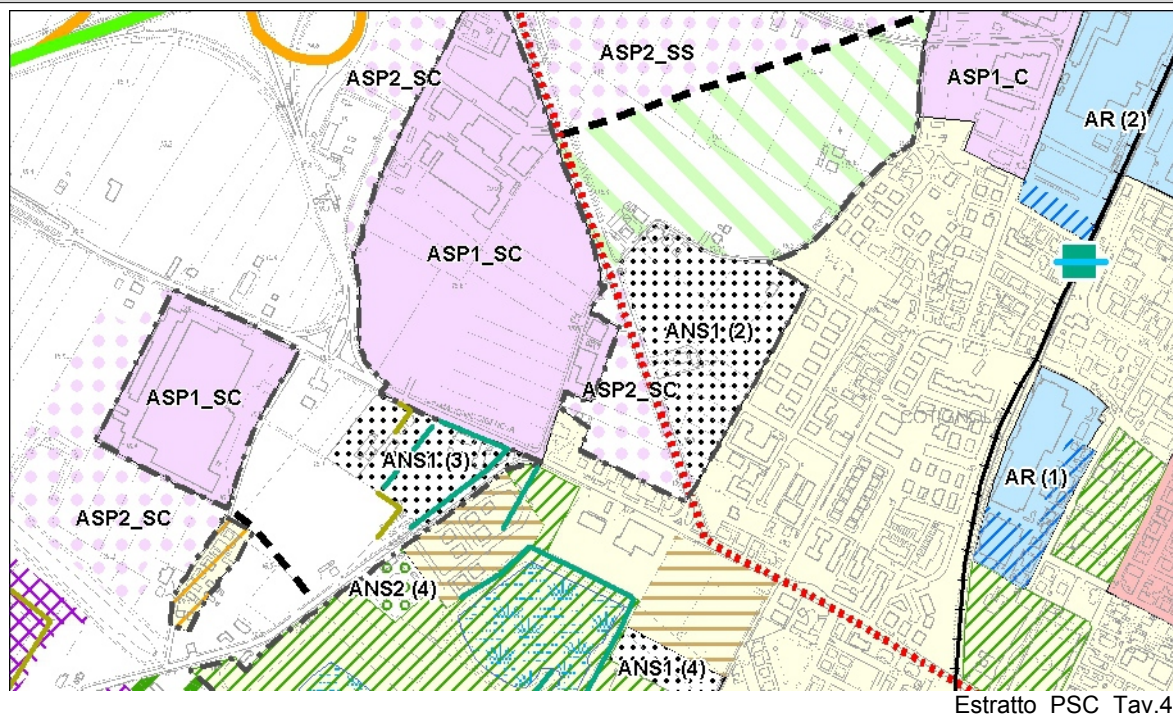 ASP2_SS
ASP2_SC
ASP1_C
AR (2)
ASP1_SC
ANS1 (2)
ASP2_SC
ASP1_SC
ANS1 (3)
AR (1)
ASP2_SC
ANS2 (4)
ANS1 (4)
Estratto PSC Tav.4